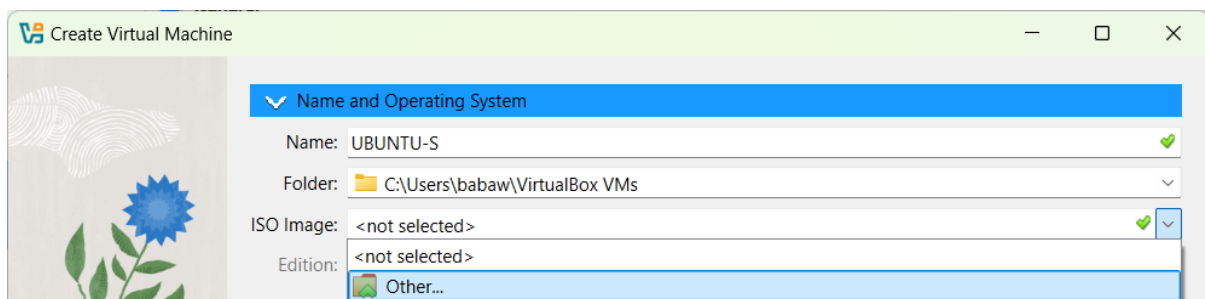 Create Virtual Machine
Name and Operating System
Name: UBUNTU-S
Folder: C:\Users\babaw\VirtualBox VMs
ISO Image: <not selected>
<not selected>
Edition:
Other...